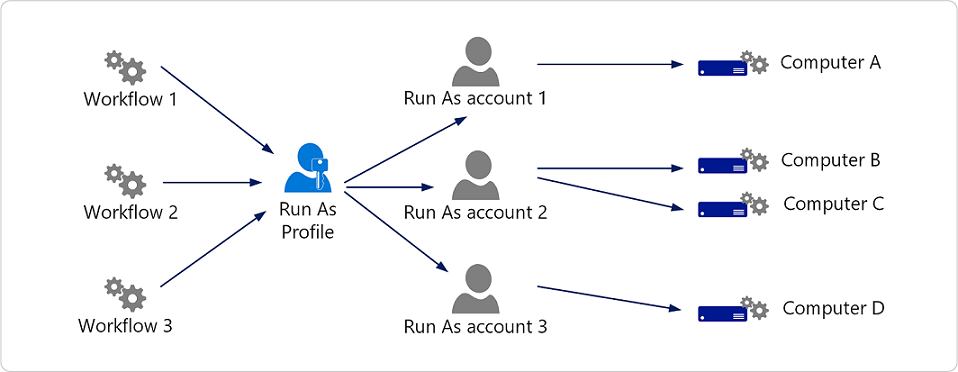 Workflow 1
Workflow 2
Workflow 3
Run As
Profile
Run As account 1
Run As account 2
Run As account 3
Computer A
Computer B
Computer C
Computer D